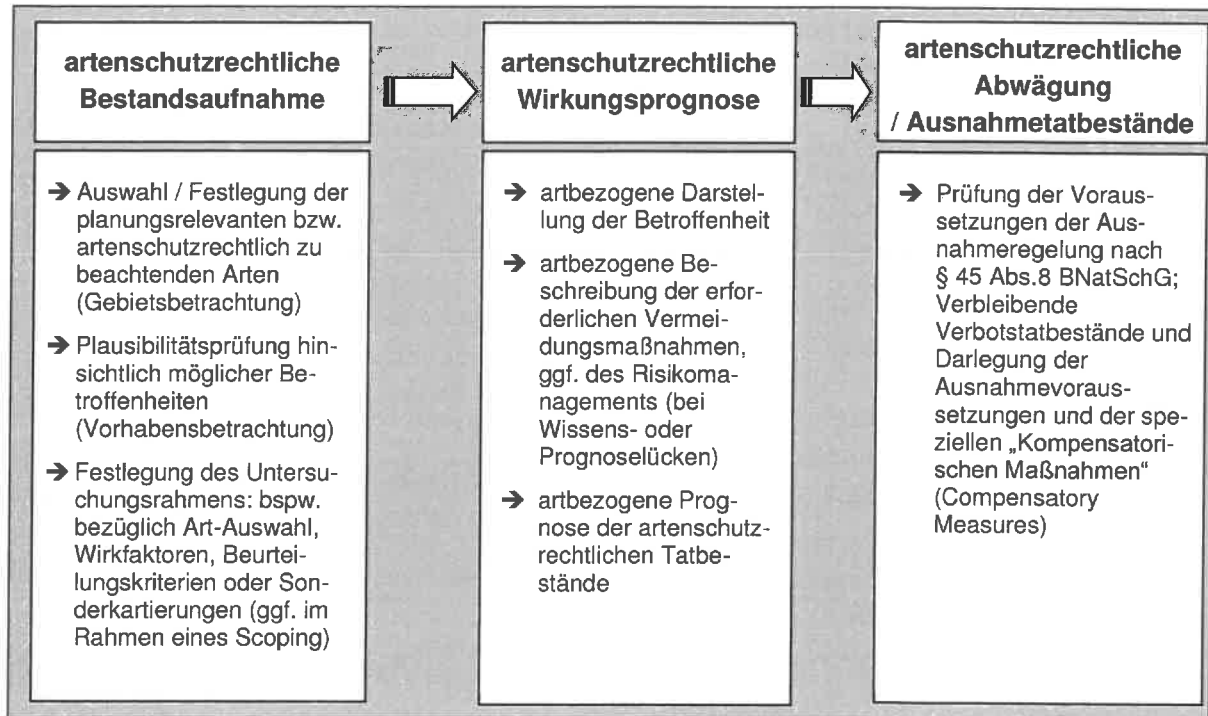 artenschutzrechtliche
Bestandsaufnahme
→ Auswahl / Festlegung der
planungsrelevanten bzw.
artenschutzrechtlich zu
beachtenden Arten
(Gebietsbetrachtung)
→ Plausibilitätsprüfung hin-
sichtlich möglicher Be-
troffenheiten
(Vorhabensbetrachtung)
→ Festlegung des Untersu-
chungsrahmens: bspw.
bezüglich Art-Auswahl,
Wirkfaktoren, Beurtei-
lungskriterien oder Son-
derkartierungen (ggf. im
Rahmen eines Scoping)
artenschutzrechtliche
Wirkungsprognose
→ artbezogene Darstel-
lung der Betroffenheit
→ artbezogene Be-
schreibung der erfor-
derlichen Vermei-
dungsmaßnahmen,
ggf. des Risikoma-
nagements (bei
Wissens- oder
Prognoselücken)
→ artbezogene Prog-
nose der artenschutz-
rechtlichen Tatbe-
stände
artenschutzrechtliche
Abwägung
/ Ausnahmetatbestände
→ Prüfung der Voraus-
setzungen der Aus-
nahmeregelung nach
§ 45 Abs.8 BNatSchG;
Verbleibende
Verbotstatbestände und
Darlegung der
Ausnahmevoraus-
setzungen und der spe-
ziellen „Kompensatori-
schen Maßnahmen“
(Compensatory
Measures)